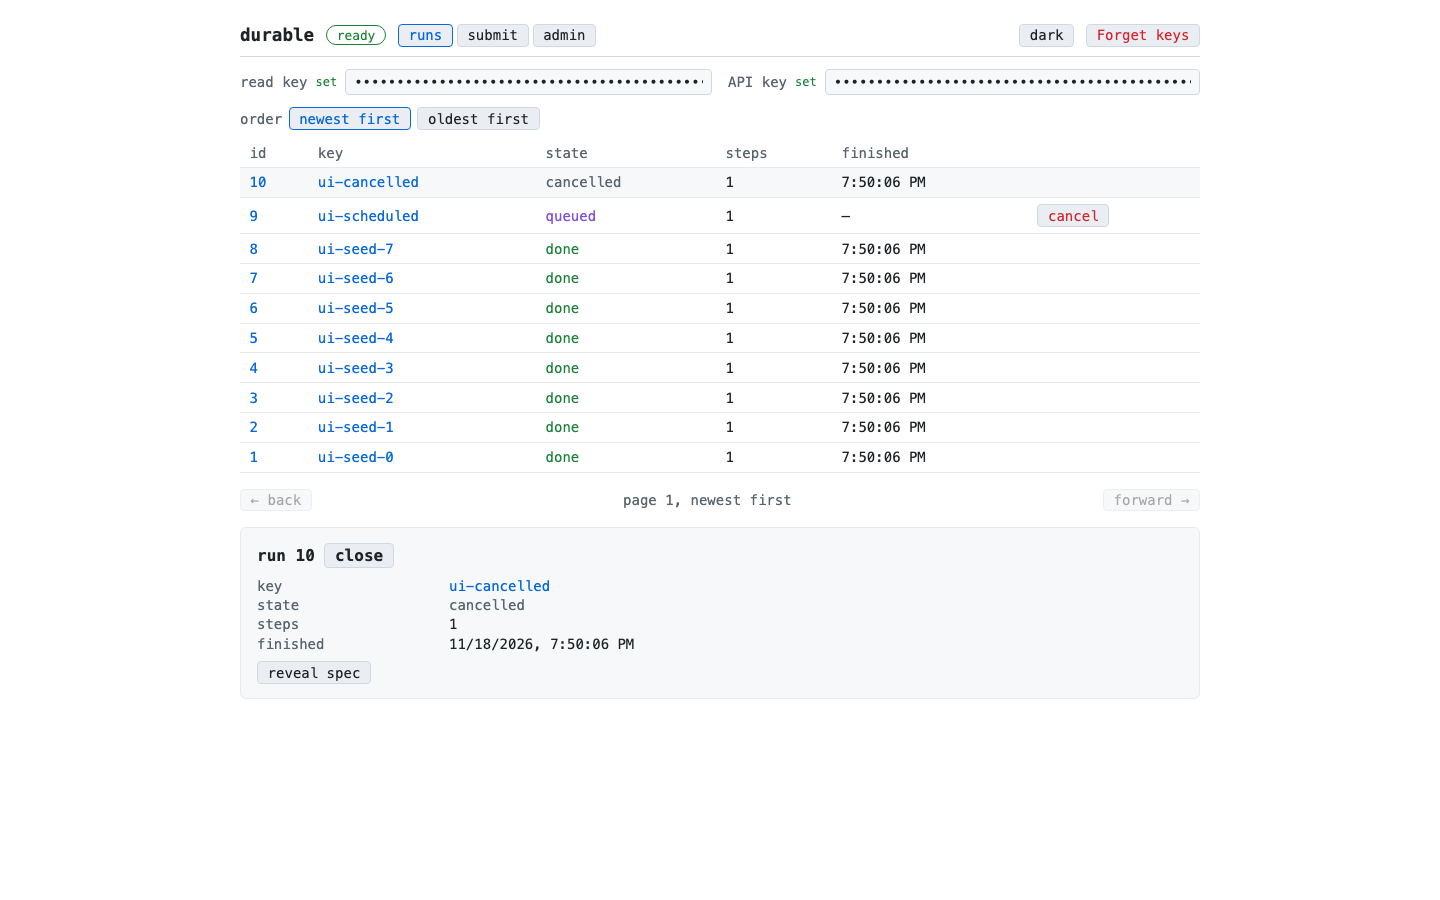 durable ready runs submit admin dark Forget keys
read key set •••••••••••••••••••••••••••••••••••••••••• API key set •••••••••••••••••••••••••••••••••••••••••••
order newest first oldest first
id key state steps finished
10 ui-cancelled cancelled 1 7:50:06 PM
9 ui-scheduled queued 1 — cancel
8 ui-seed-7 done 1 7:50:06 PM
7 ui-seed-6 done 1 7:50:06 PM
6 ui-seed-5 done 1 7:50:06 PM
5 ui-seed-4 done 1 7:50:06 PM
4 ui-seed-3 done 1 7:50:06 PM
3 ui-seed-2 done 1 7:50:06 PM
2 ui-seed-1 done 1 7:50:06 PM
1 ui-seed-0 done 1 7:50:06 PM
← back page 1, newest first forward →
run 10 close
key ui-cancelled
state cancelled
steps 1
finished 11/18/2026, 7:50:06 PM
reveal spec